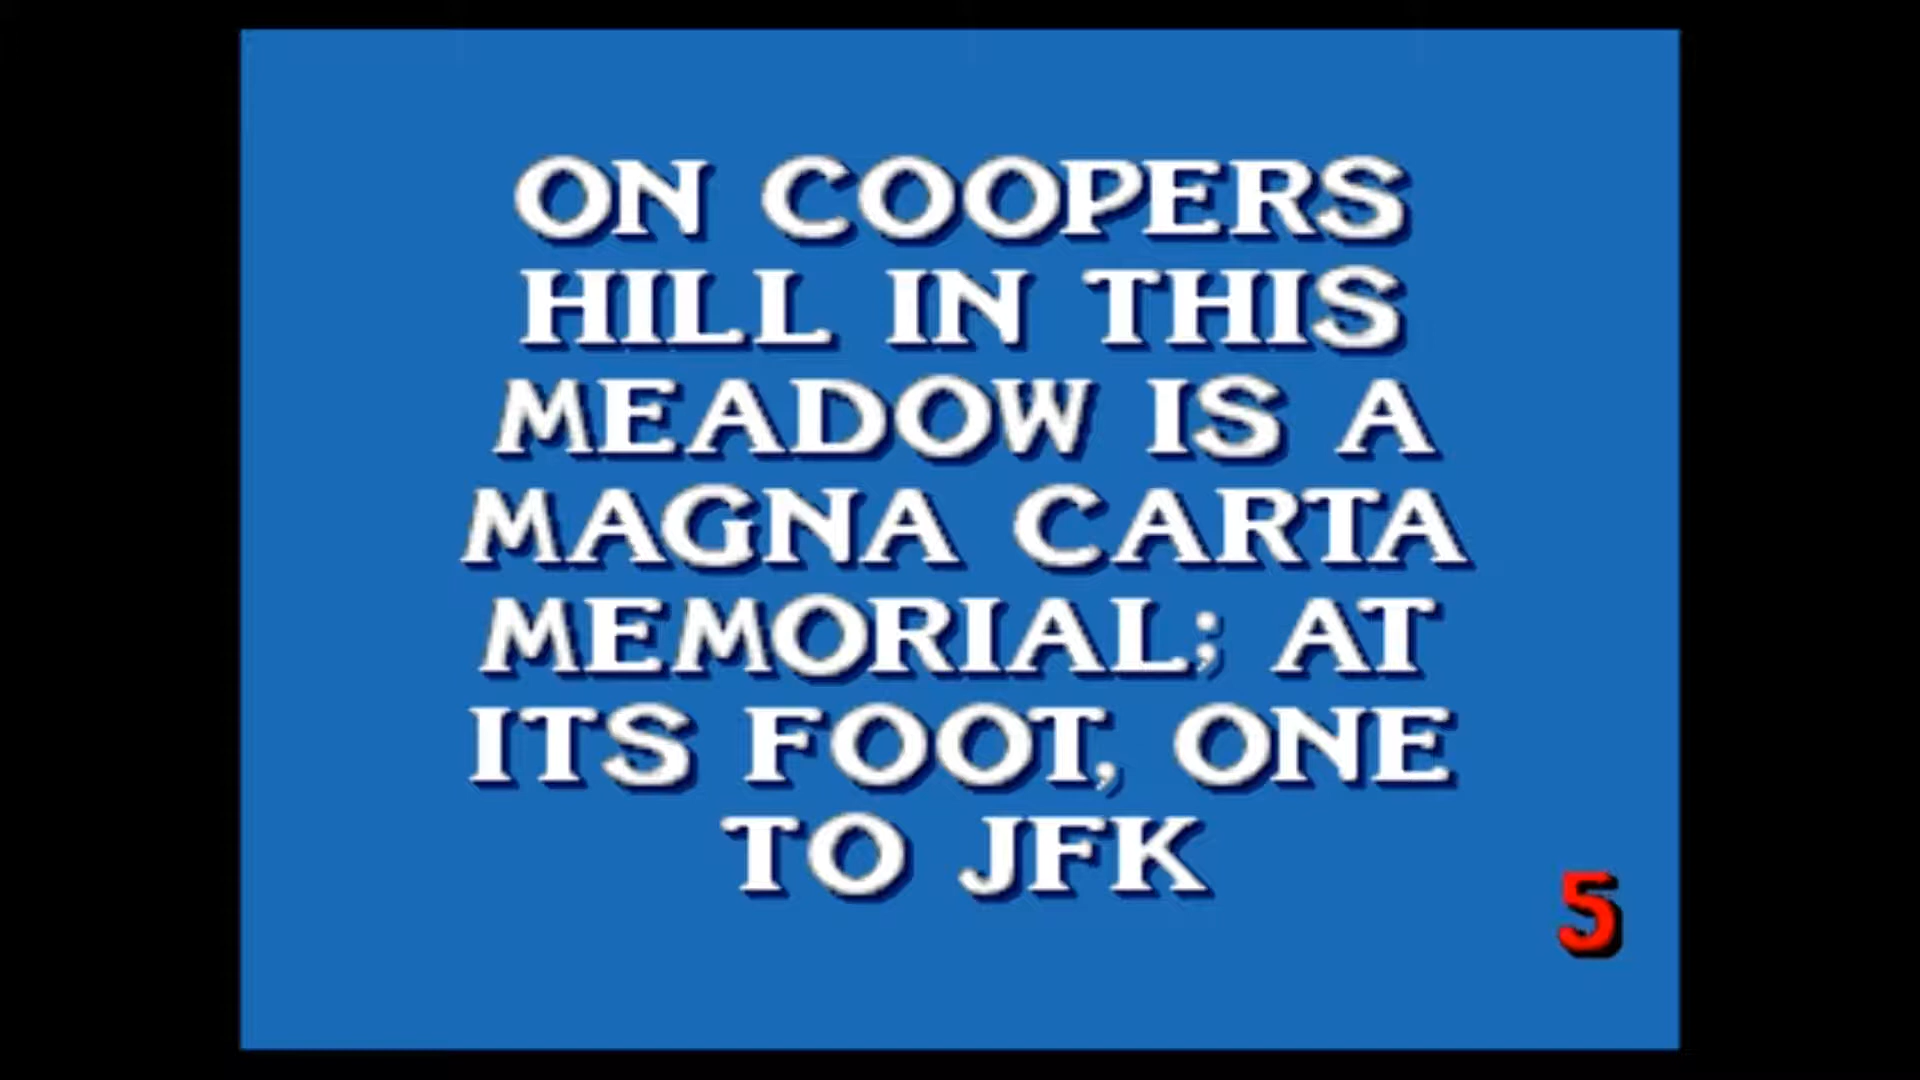 ON COOPERS
HILL IN THIS
MEADOW IS A
MAGNA CARTA
MEMORIAL; AT
ITS FOOT, ONE
TO JFK
5